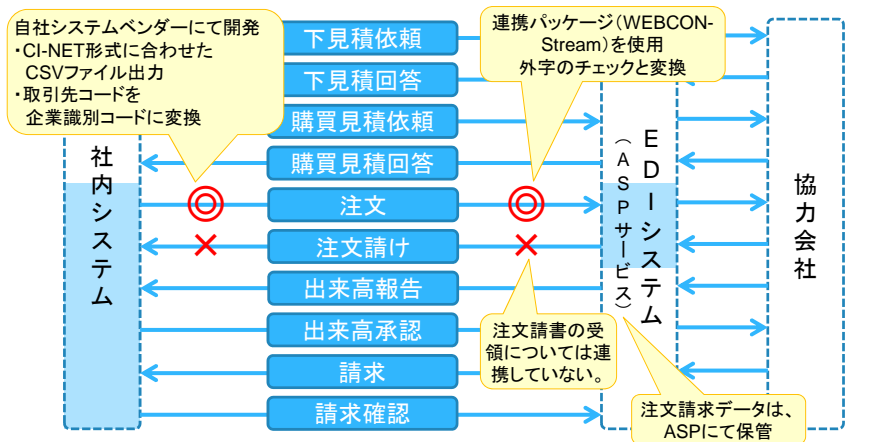 自社システムベンダーにて開発
・CI-NET形式に合わせた
CSVファイル出力
・取引先コードを
企業識別コードに変換
連携パッケージ(WEBCON-
Stream)を使用
外字のチェックと変換
下見積依頼
下見積回答
購買見積依頼
購買見積回答
注文
注文請け
出来高報告
出来高承認
請求
請求確認
社内システム
EDIシステム
(ASPサービス)
協力会社
注文請書の受
領については連
携していない。
注文請求データは、
ASPにて保管